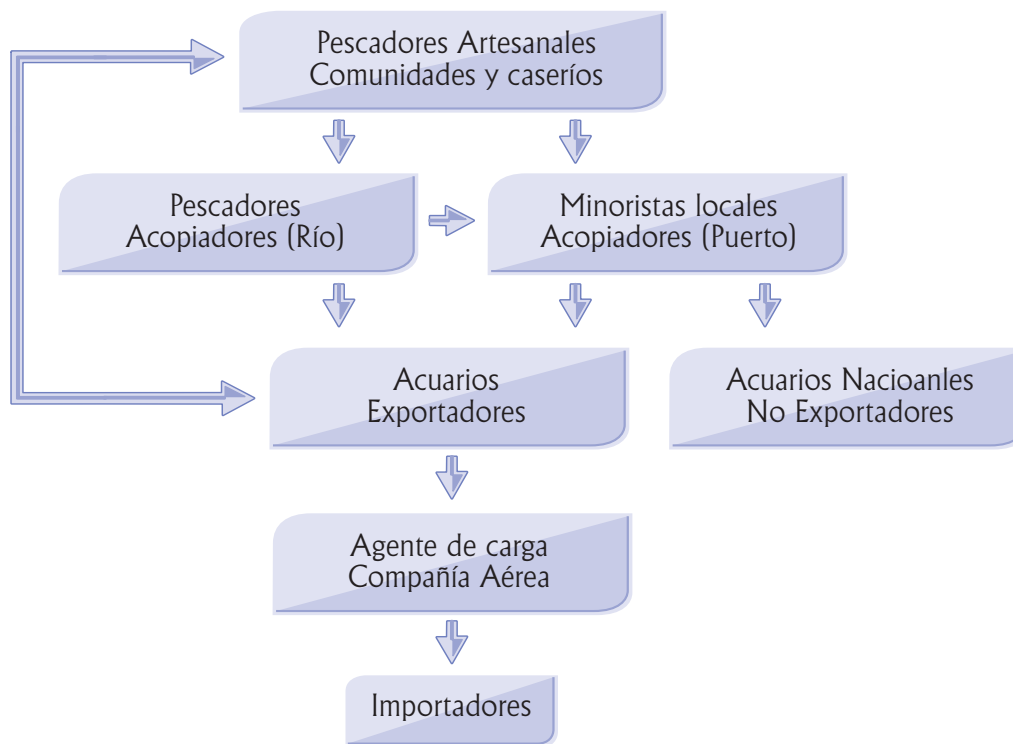 Pescadores Artesanales
Comunidades y caseríos
Pescadores
Acopiadores (Río)
Minoristas locales
Acopiadores (Puerto)
Acuarios
Exportadores
Acuarios Nacioanles
No Exportadores
Agente de carga
Compañía Aérea
Importadores